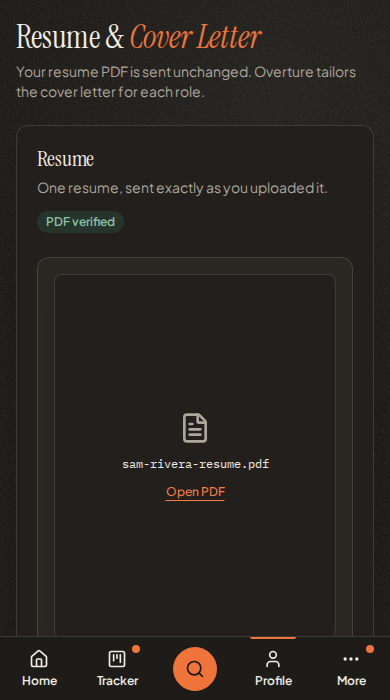 Resume & Cover Letter
Your resume PDF is sent unchanged. Overture tailors
the cover letter for each role.
Resume
One resume, sent exactly as you uploaded it.
PDF verified
sam-rivera-resume.pdf
Open PDF
Home
Tracker
Profile
More